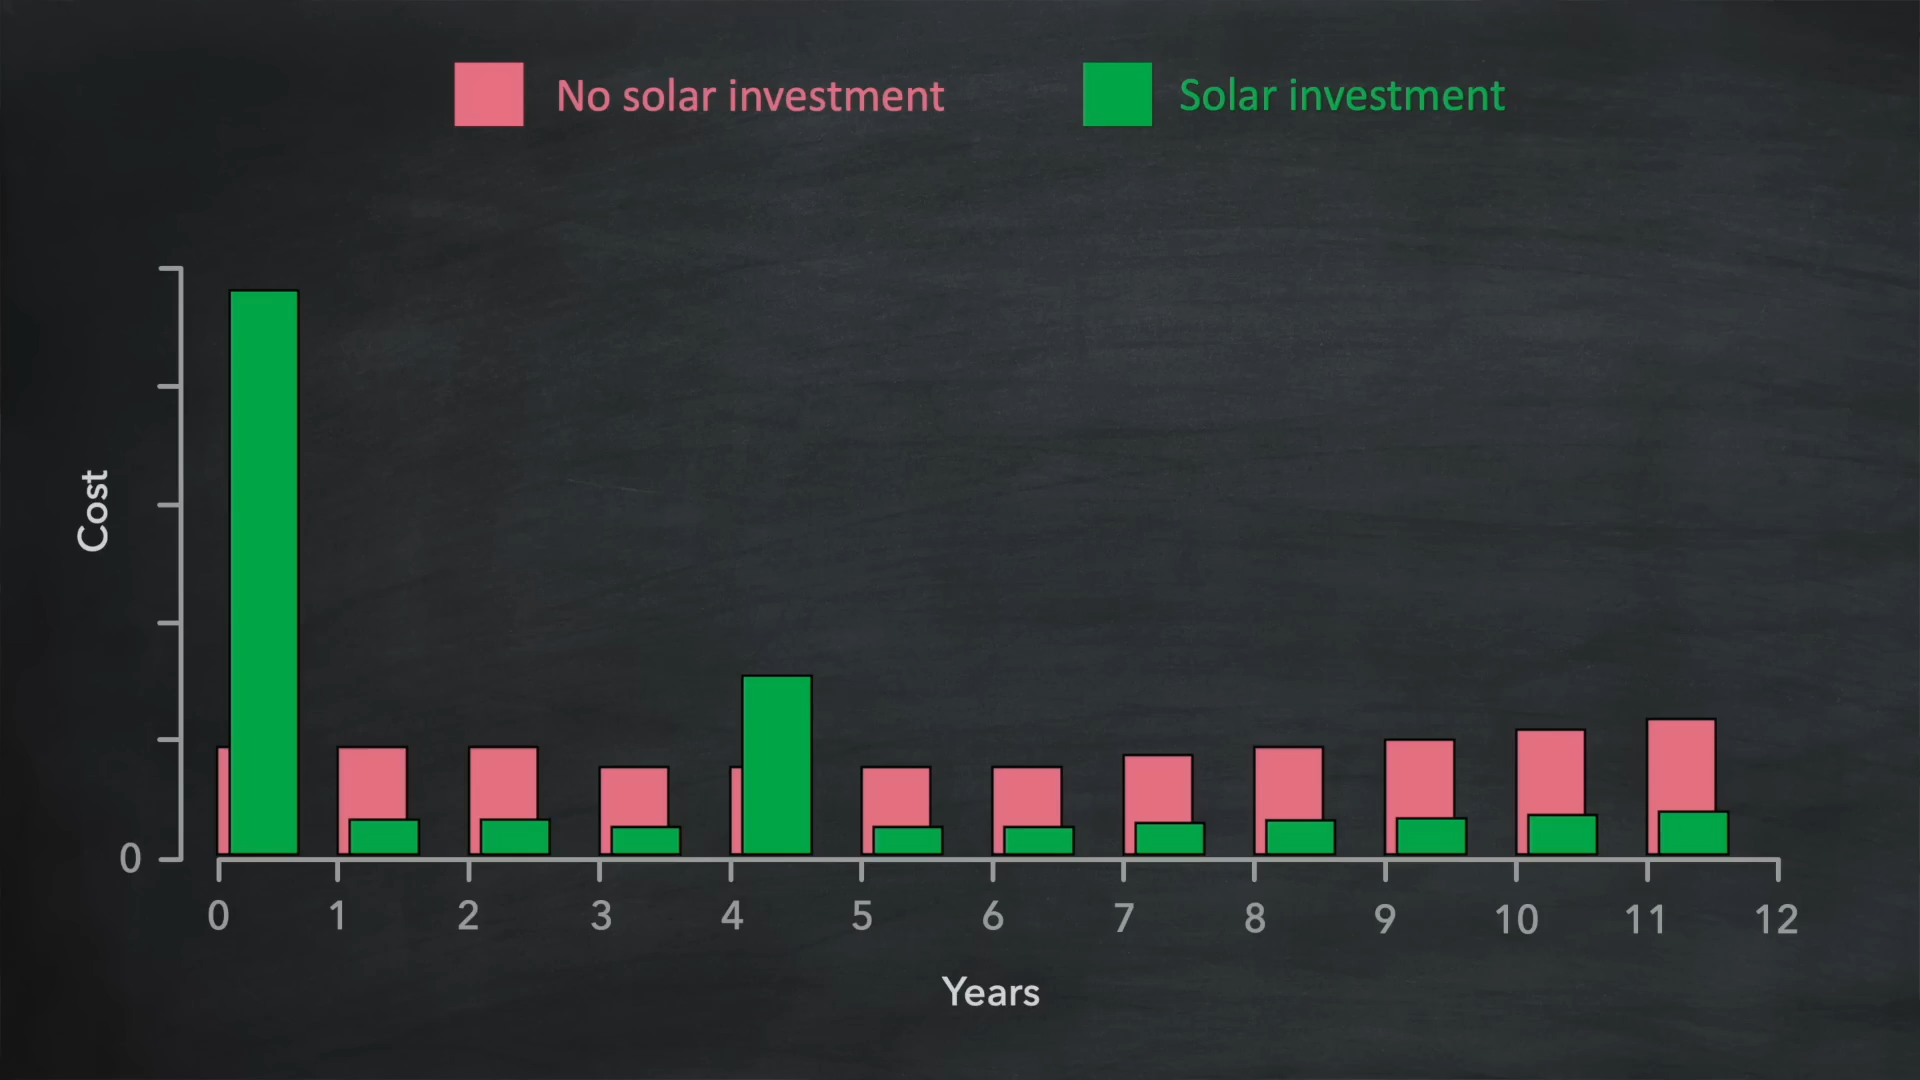 No solar investment
Solar investment
Cost
0
0 1 2 3 4 5 6 7 8 9 10 11 12
Years